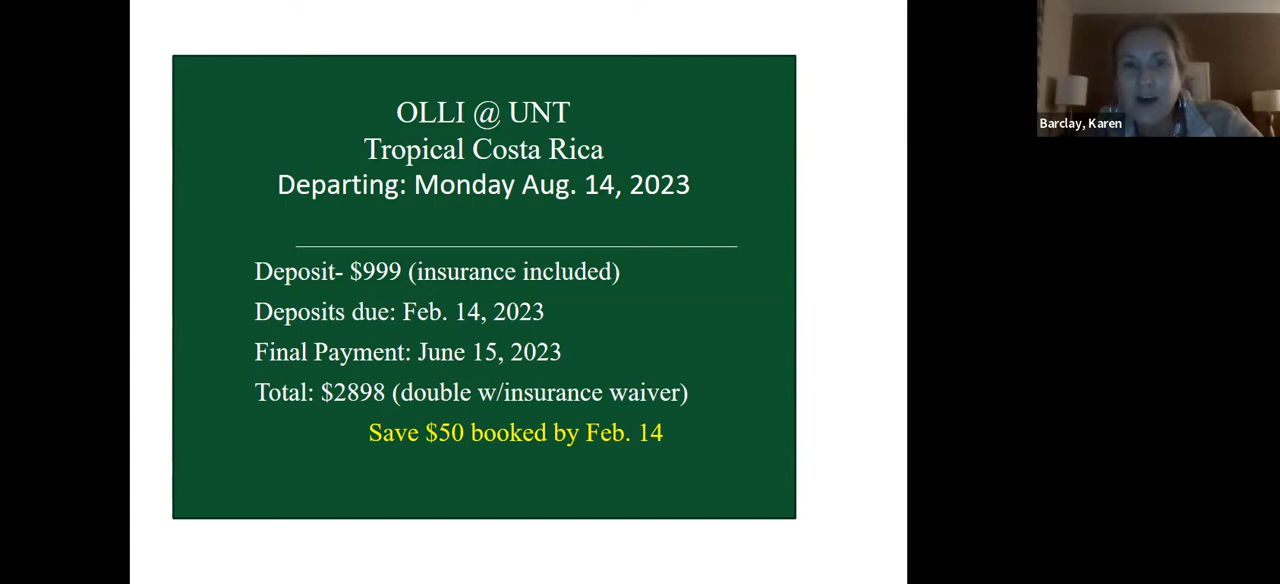 OLLI @ UNT
Tropical Costa Rica
Departing: Monday Aug. 14, 2023
Deposit- $999 (insurance included)
Deposits due: Feb. 14, 2023
Final Payment: June 15, 2023
Total: $2898 (double w/insurance waiver)
Save $50 booked by Feb. 14
Barclay, Karen